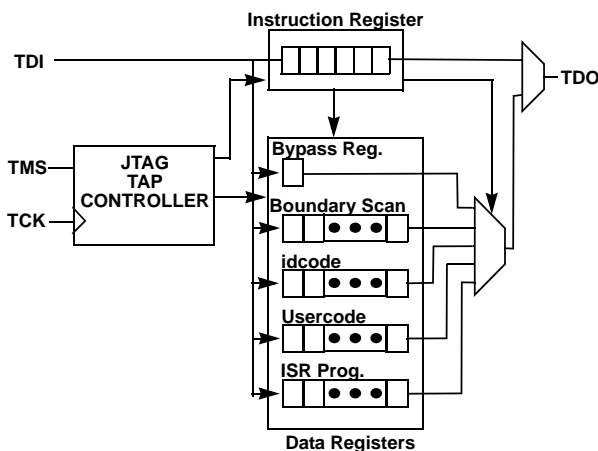 Instruction Register
TDI
TDO
TMS
JTAG
TAP
CONTROLLER
TCK
Bypass Reg.
Boundary Scan
idcode
Usercode
ISR Prog.
Data Registers